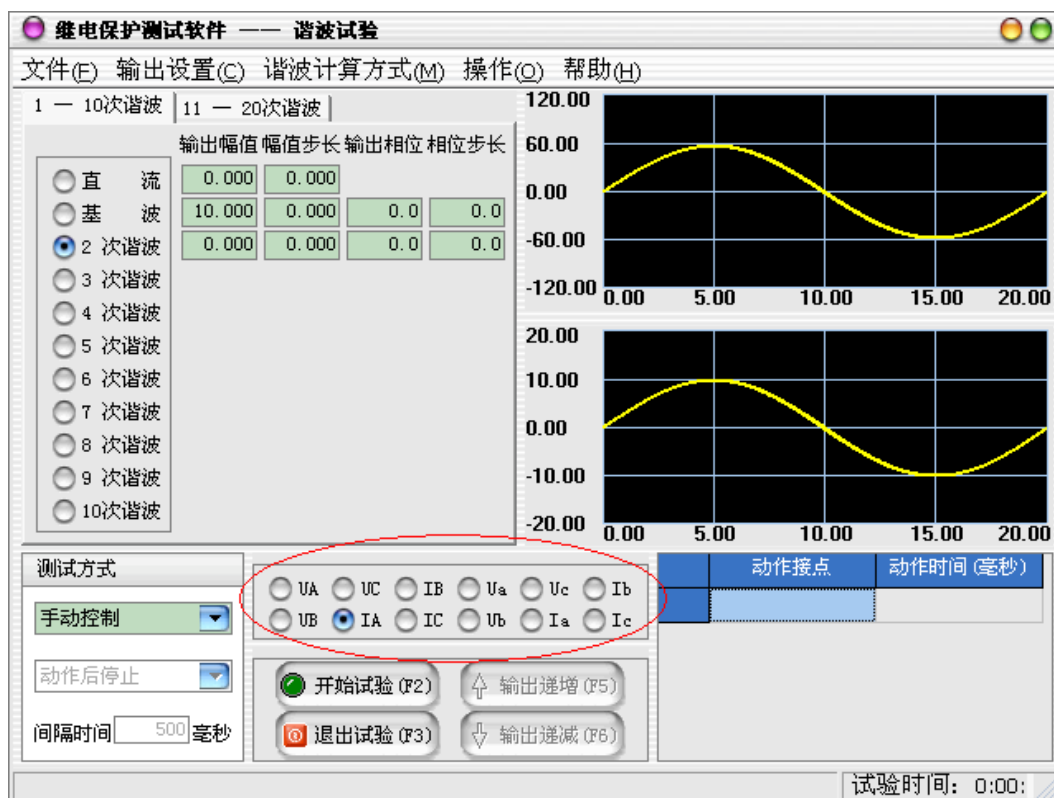 继电保护测试软件 —— 谐波试验
文件(F) 输出设置(C) 谐波计算方式(M) 操作(O) 帮助(H)
1 — 10次谐波 11 — 20次谐波
输出幅值 幅值步长 输出相位 相位步长
直 流 0.000 0.000
基 波 10.000 0.000 0.0 0.0
2 次谐波 0.000 0.000 0.0 0.0
3 次谐波
4 次谐波
5 次谐波
6 次谐波
7 次谐波
8 次谐波
9 次谐波
10次谐波
120.00
60.00
0.00
-60.00
-120.00
0.00 5.00 10.00 15.00 20.00
20.00
10.00
0.00
-10.00
-20.00
0.00 5.00 10.00 15.00 20.00
测试方式
手动控制
动作后停止
间隔时间 500 毫秒
UA UC IB Ua Uc Ib
UB IA IC Ub Ia Ic
开始试验(F2) 输出递增(F5)
退出试验(F3) 输出递减(F6)
动作接点 动作时间(毫秒)
试验时间: 0:00: